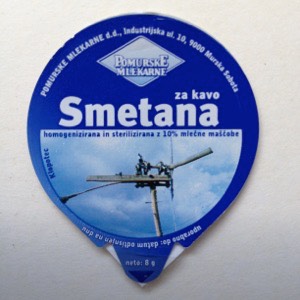 POMURSKE MLEKARNE d.d., Industrijska ul. 10, 9000 Murska Sobota
POMURSKE
MLEKARNE
za kavo
Smetana
homogenizirana in sterilizirana z 10% mlečne maščobe
Klopotec
uporabno do: datum odtisnjen na dnu
neto: 8 g